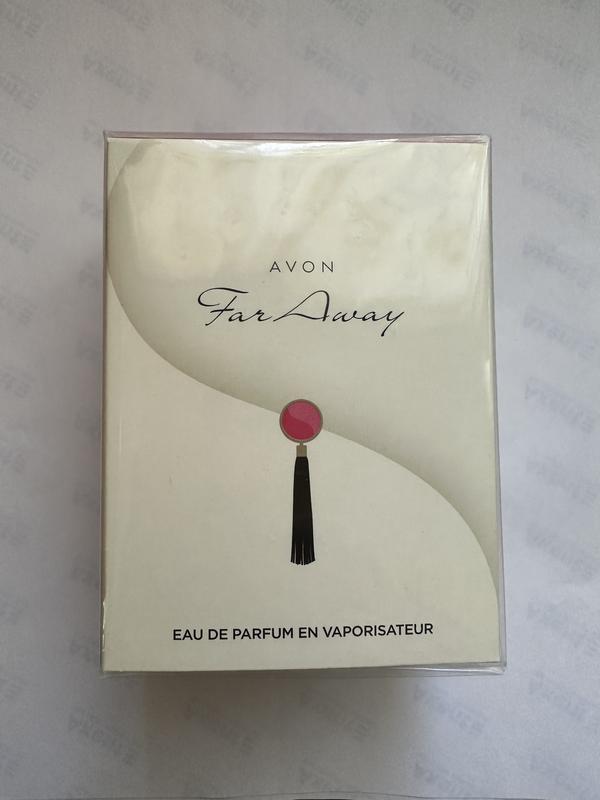 AVON
Far Away
EAU DE PARFUM EN VAPORISATEUR